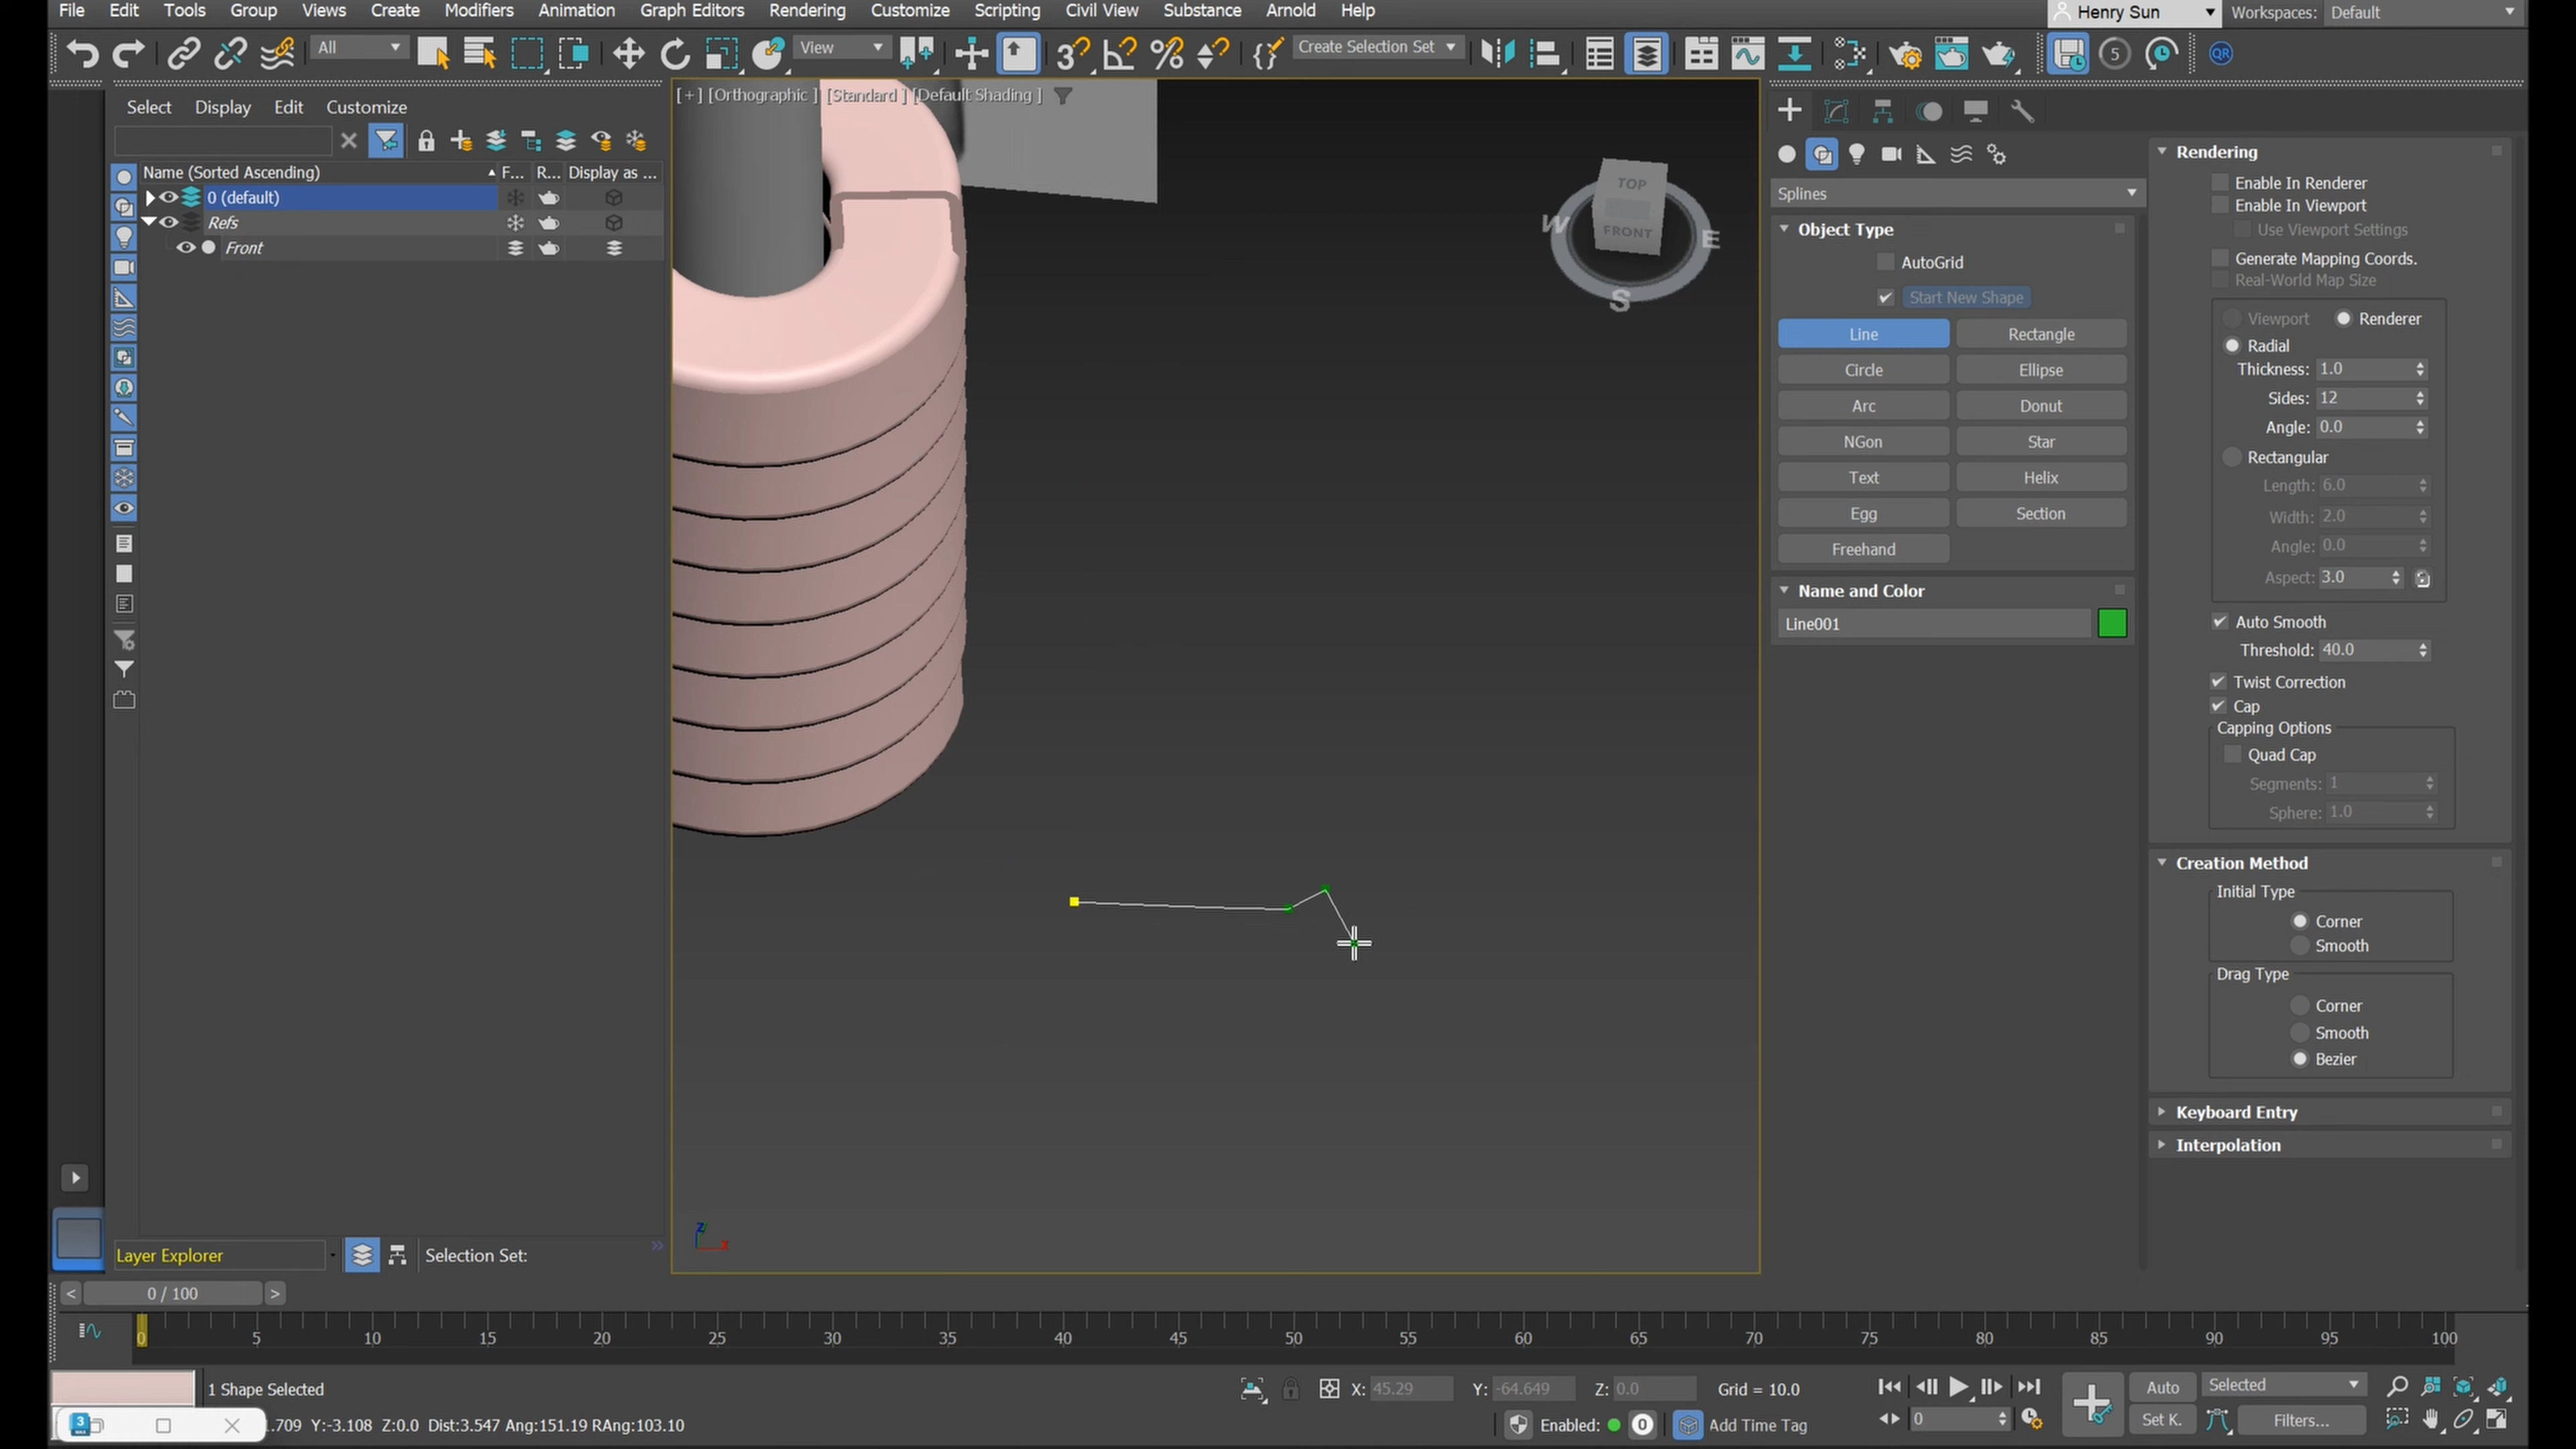 File Edit Tools Group Views Create Modifiers Animation Graph Editors Rendering Customize Scripting Civil View Substance Arnold Help
Henry Sun Workspaces: Default
All View Create Selection Set 5 QR
Select Display Edit Customize
Name (Sorted Ascending) F... R... Display as ...
0 (default)
Refs
Front
[+] [Orthographic ] [Standard ] [Default Shading ]
TOP
FRONT
W
E
S
Splines
Object Type
AutoGrid
Start New Shape
Line Rectangle
Circle Ellipse
Arc Donut
NGon Star
Text Helix
Egg Section
Freehand
Name and Color
Line001
Rendering
Enable In Renderer
Enable In Viewport
Use Viewport Settings
Generate Mapping Coords.
Real-World Map Size
Viewport Renderer
Radial
Thickness: 1.0
Sides: 12
Angle: 0.0
Rectangular
Length: 6.0
Width: 2.0
Angle: 0.0
Aspect: 3.0
Auto Smooth
Threshold: 40.0
Twist Correction
Cap
Capping Options
Quad Cap
Segments: 1
Sphere: 1.0
Creation Method
Initial Type
Corner
Smooth
Drag Type
Corner
Smooth
Bezier
Keyboard Entry
Interpolation
z
x
Layer Explorer Selection Set:
< 0 / 100 >
0 5 10 15 20 25 30 35 40 45 50 55 60 65 70 75 80 85 90 95 100
1 Shape Selected X: 45.29 Y: -64.649 Z: 0.0 Grid = 10.0 Auto Selected
3 .709 Y:-3.108 Z:0.0 Dist:3.547 Ang:151.19 RAng:103.10 Enabled: 0 Add Time Tag 0 Set K. Filters...